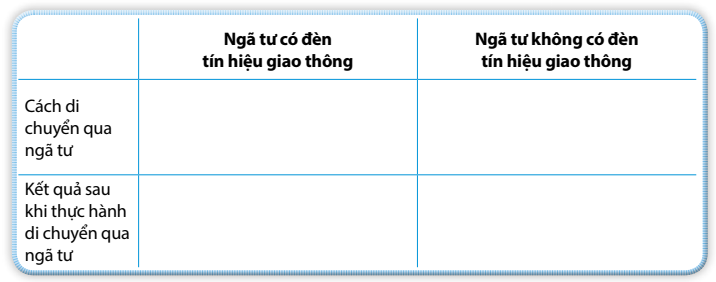 Ngã tư có đèn
tín hiệu giao thông
Ngã tư không có đèn
tín hiệu giao thông
Cách di
chuyển qua
ngã tư
Kết quả sau
khi thực hành
di chuyển qua
ngã tư